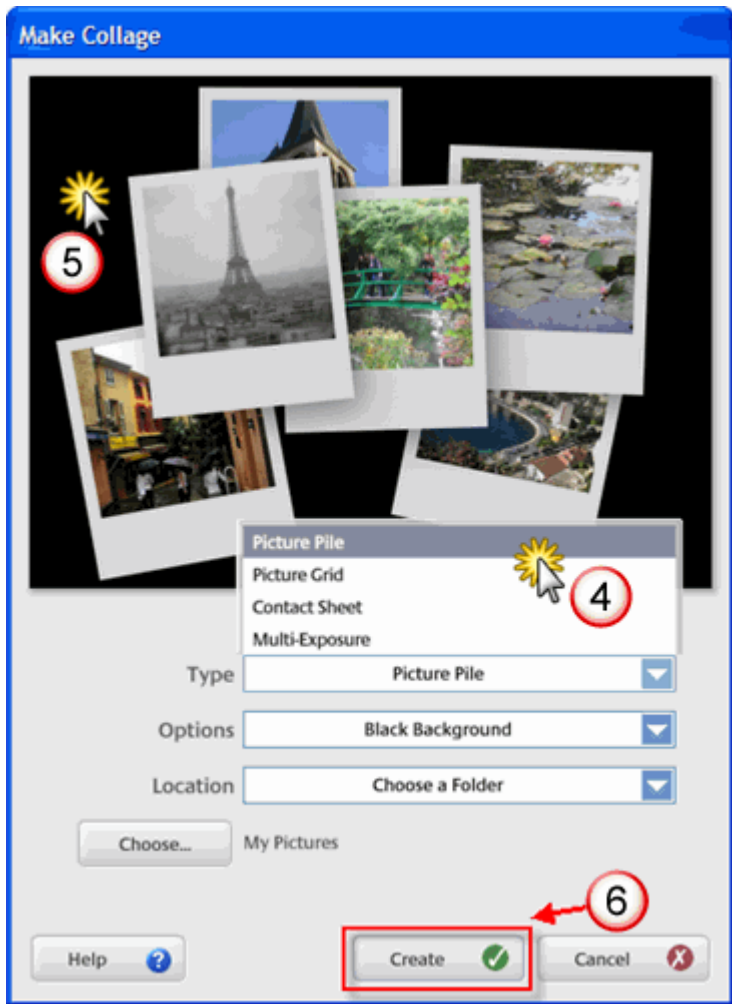 Make Collage
5
Picture Pile
4
Picture Grid
Contact Sheet
Multi-Exposure
Type Picture Pile
Options Black Background
Location Choose a Folder
Choose... My Pictures
6
Help ? Create Cancel